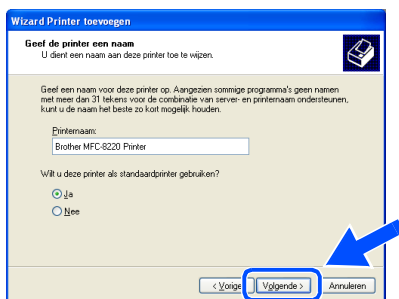 Wizard Printer toevoegen
Geef de printer een naam
U dient een naam aan deze printer toe te wijzen.
Geef een naam voor deze printer op. Aangezien sommige programma's geen namen
met meer dan 31 tekens voor de combinatie van server- en printernaam ondersteunen,
kunt u de naam het beste zo kort mogelijk houden.
Printernaam:
Brother MFC-8220 Printer
Wilt u deze printer als standaardprinter gebruiken?
Ja
Nee
< Vorige
Volgende >
Annuleren